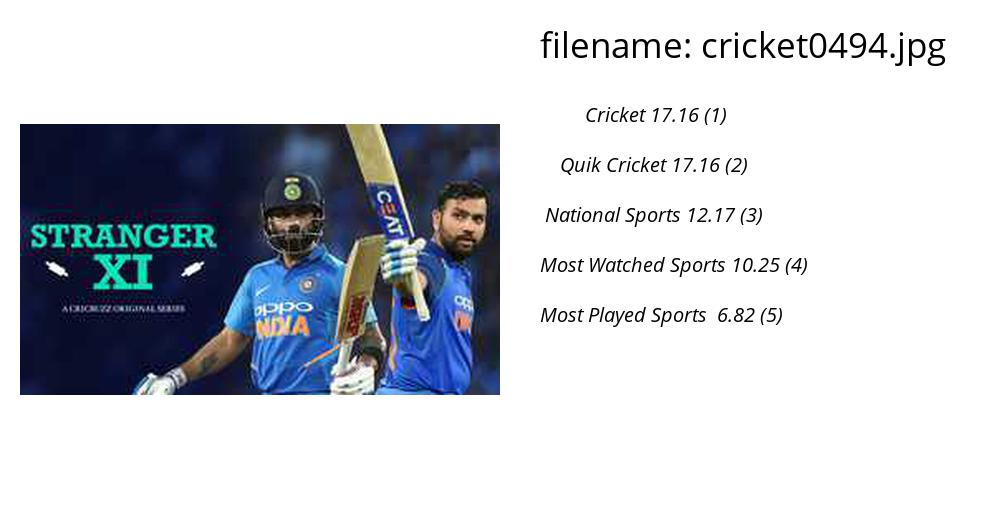 filename: cricket0494.jpg
Cricket 17.16 (1)
Quik Cricket 17.16 (2)
National Sports 12.17 (3)
Most Watched Sports 10.25 (4)
Most Played Sports 6.82 (5)
STRANGER
XI
A CRICBUZZ ORIGINAL SERIES
CEAT
oppo
INDIA
oppo